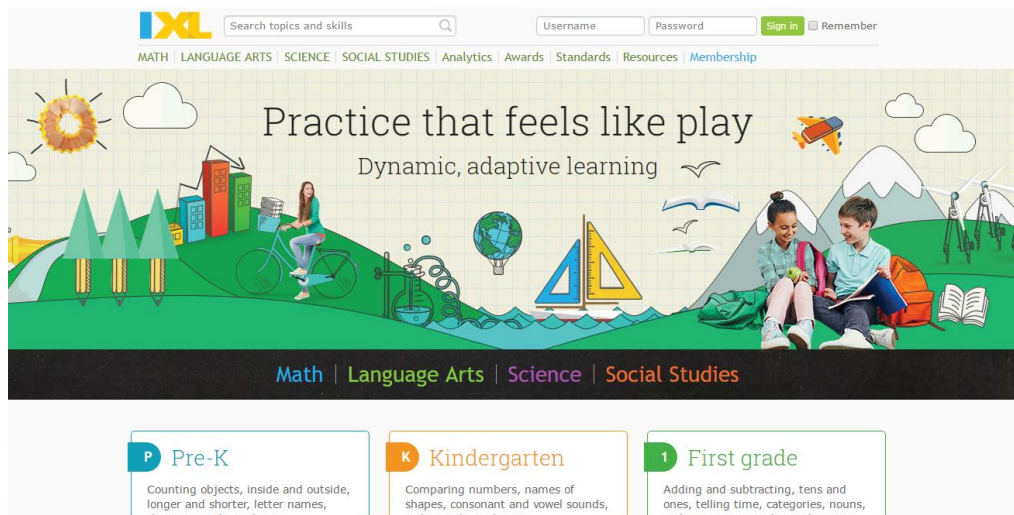 IXL
Search topics and skills
Username
Password
Sign in
Remember
MATH | LANGUAGE ARTS | SCIENCE | SOCIAL STUDIES | Analytics | Awards | Standards | Resources | Membership
Practice that feels like play
Dynamic, adaptive learning
Math | Language Arts | Science | Social Studies
P Pre-K
Counting objects, inside and outside,
longer and shorter, letter names,
K Kindergarten
Comparing numbers, names of
shapes, consonant and vowel sounds,
1 First grade
Adding and subtracting, tens and
ones, telling time, categories, nouns,